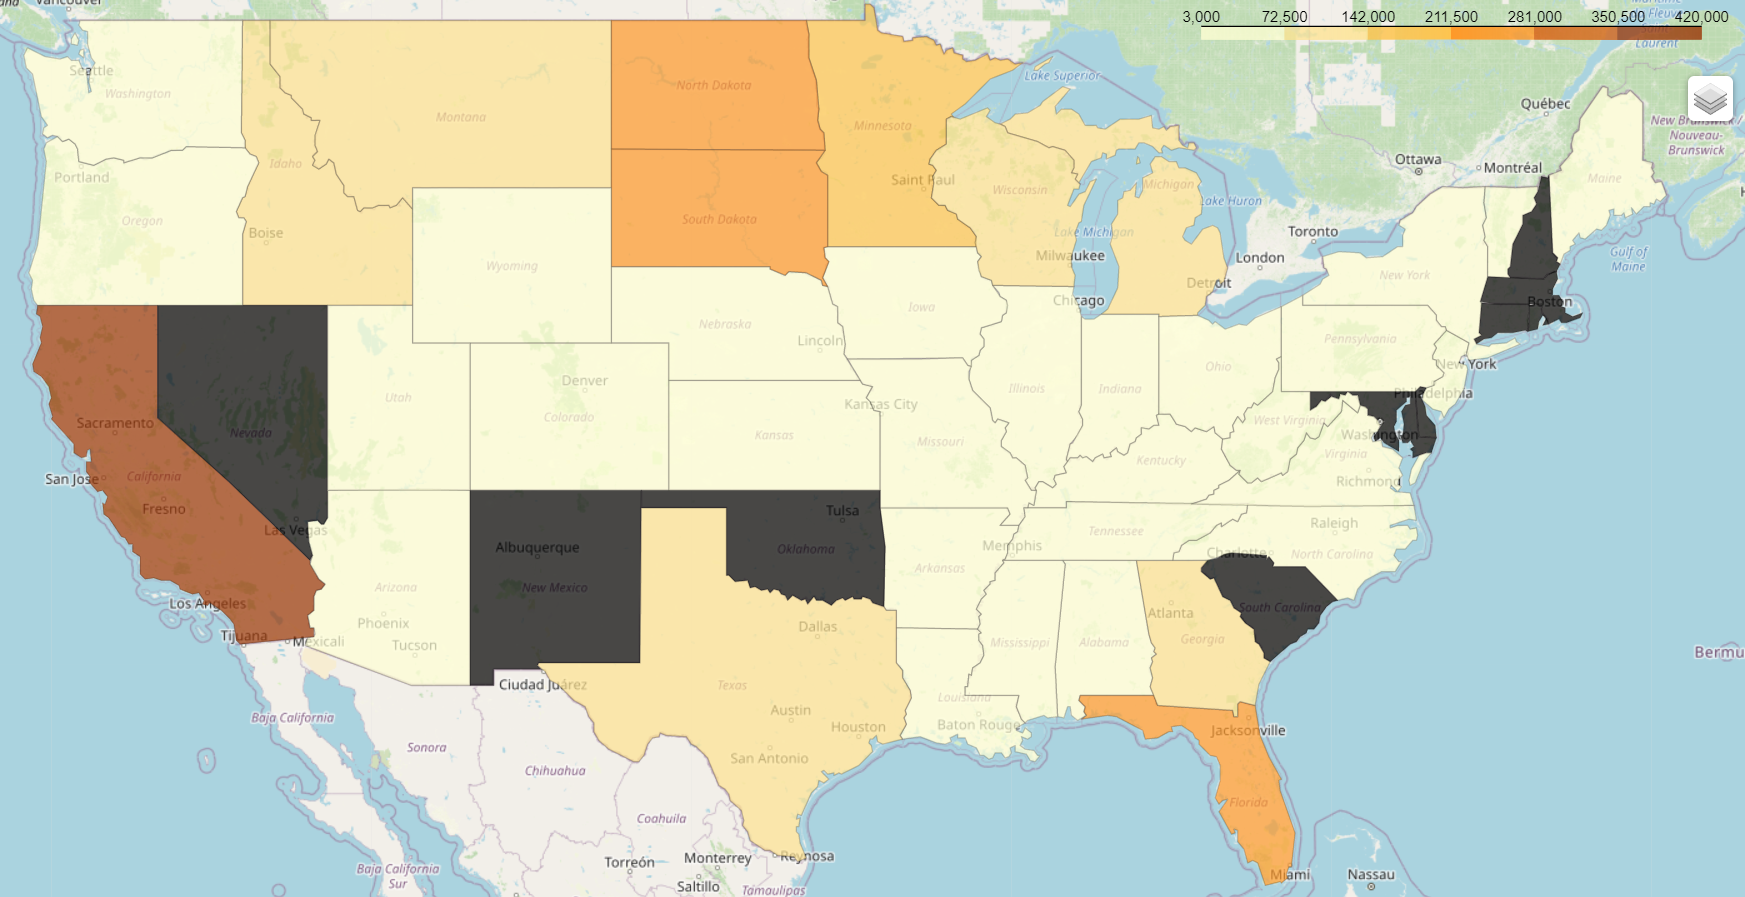 Vancouver
3,000 72,500 142,000 211,500 281,000 350,500 420,000
Seattle
Washington
Lake Superior
North Dakota
Québec
Montana
Minnesota
New Brunswick /
Nouveau-
Brunswick
Ottawa
Montréal
Portland
Idaho
Saint Paul
Wisconsin
Michigan
Maine
Lake Huron
Oregon
South Dakota
Boise
Lake Michigan
Toronto
Milwaukee
London
Gulf of
Maine
Wyoming
New York
Detroit
Chicago
Boston
Iowa
Nebraska
Lincoln
Pennsylvania
Ohio
New York
Denver
Utah
Colorado
Illinois
Indiana
Philadelphia
Kansas City
Sacramento
Nevada
Kansas
Missouri
West Virginia
Washington
Kentucky
Virginia
San Jose
California
Richmond
Fresno
Tulsa
Las Vegas
Raleigh
Tennessee
Albuquerque
Oklahoma
Memphis
Charlotte
North Carolina
New Mexico
Arizona
Arkansas
Los Angeles
Phoenix
Dallas
Atlanta
South Carolina
Tijuana
Mexicali
Tucson
Mississippi
Alabama
Georgia
Bermu
Ciudad Juárez
Texas
Louisiana
Baja California
Austin
Houston
Baton Rouge
Jacksonville
Sonora
Chihuahua
San Antonio
Florida
Coahuila
Reynosa
Torreón
Monterrey
Baja California
Sur
Saltillo
Tamaulipas
Miami
Nassau